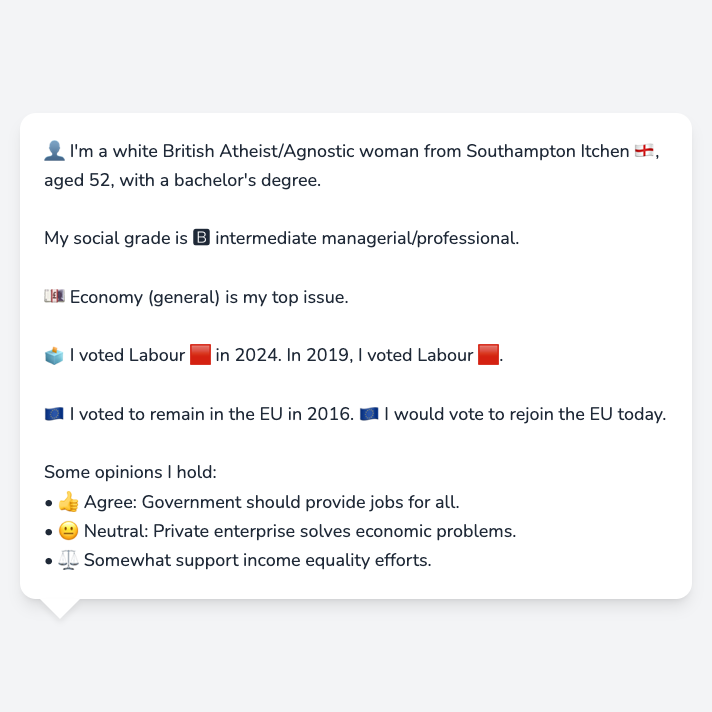 👤 I'm a white British Atheist/Agnostic woman from Southampton Itchen 🏴󠁧󠁢󠁥󠁮󠁧󠁿,
aged 52, with a bachelor's degree.
My social grade is 🅱 intermediate managerial/professional.
💷 Economy (general) is my top issue.
🗳️ I voted Labour 🟥 in 2024. In 2019, I voted Labour 🟥.
🇪🇺 I voted to remain in the EU in 2016. 🇪🇺 I would vote to rejoin the EU today.
Some opinions I hold:
• 👍 Agree: Government should provide jobs for all.
• 😐 Neutral: Private enterprise solves economic problems.
• ⚖️ Somewhat support income equality efforts.